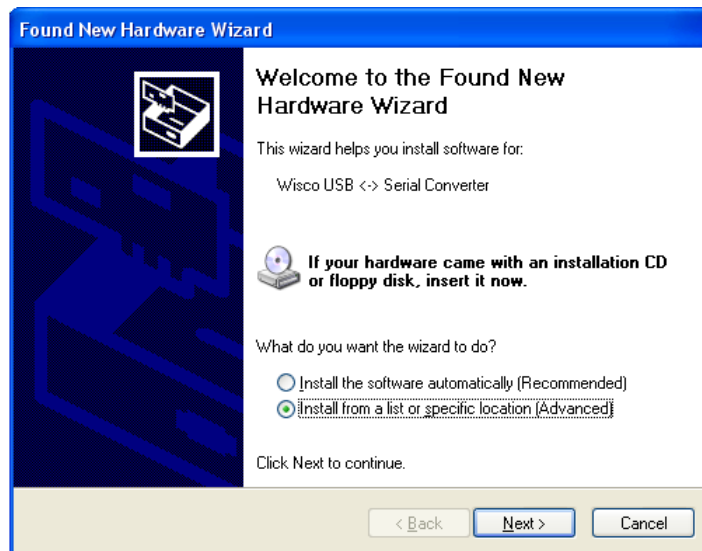 Found New Hardware Wizard
Welcome to the Found New
Hardware Wizard
This wizard helps you install software for:
Wisco USB <-> Serial Converter
If your hardware came with an installation CD
or floppy disk, insert it now.
What do you want the wizard to do?
Install the software automatically (Recommended)
Install from a list or specific location (Advanced)
Click Next to continue.
< Back Next > Cancel